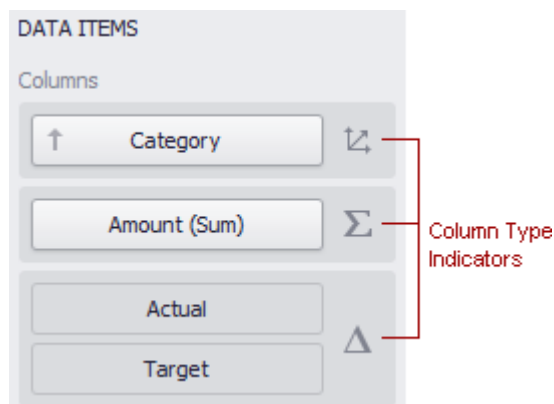 DATA ITEMS
Columns
Category
Amount (Sum)
Σ
Column Type
Indicators
Actual
Δ
Target